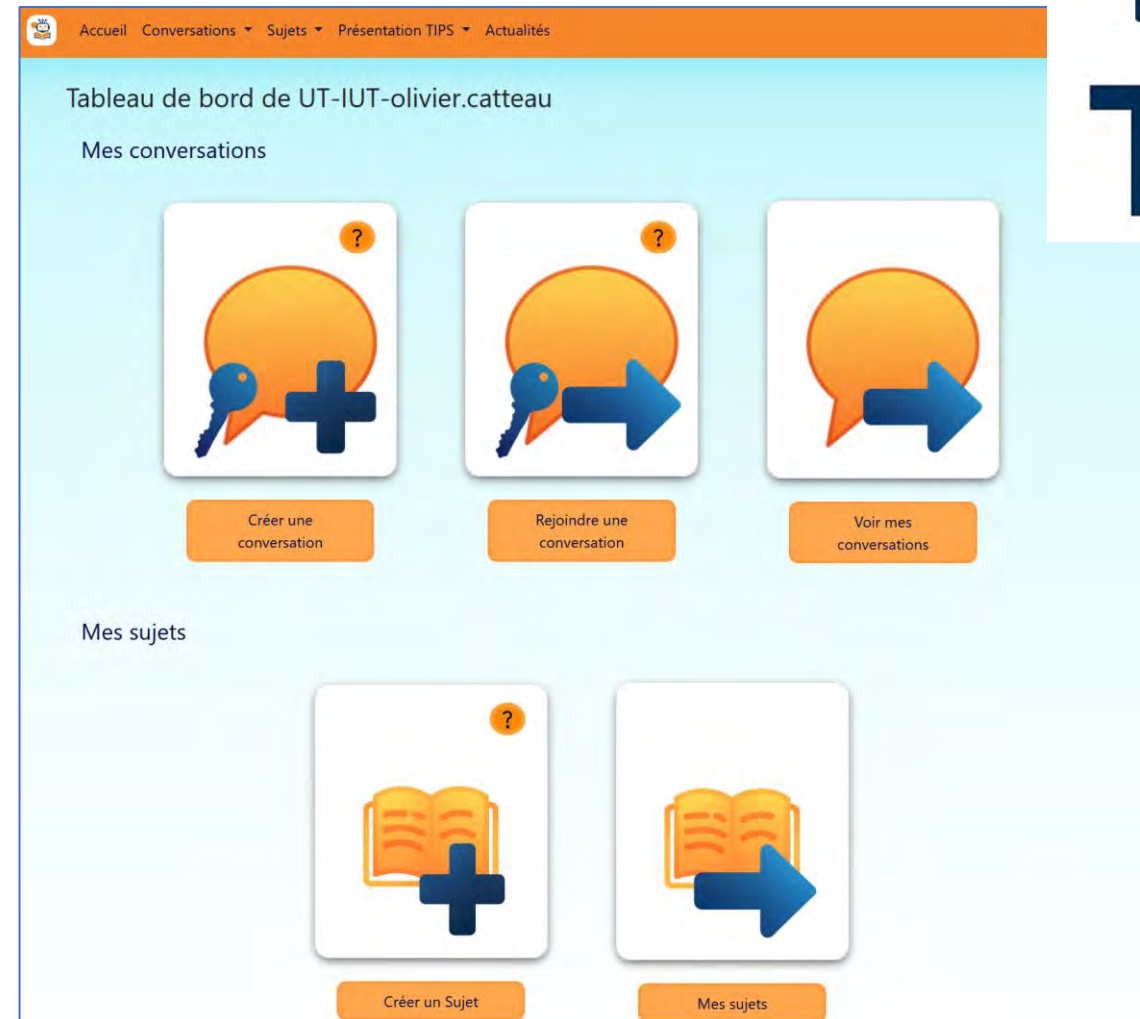 Accueil Conversations Sujets Présentation TIPS Actualités
Tableau de bord de UT-IUT-olivier.catteau
Mes conversations
?
?
Créer une
conversation
Rejoindre une
conversation
Voir mes
conversations
Mes sujets
?
Créer un Sujet
Mes sujets